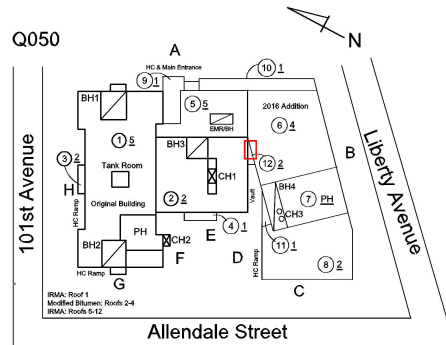 Q050
A
N
HC & Main Entrance
9 1
10 1
BH1
5 5
EMR/BH
2016 Addition
6 4
1 5
BH3
3 2
Tank Room
12 2
B
H
CH1
BH4
7 PH
HC Ramp
Original Building
2 2
Vault
CH3
PH
4 1
E
BH2
CH2
11 1
F
D
HC Ramp
8 2
HC Ramp
G
C
IRMA: Roof 1
Modified Bitumen: Roofs 2-4
IRMA: Roofs 5-12
101st Avenue
Liberty Avenue
Allendale Street